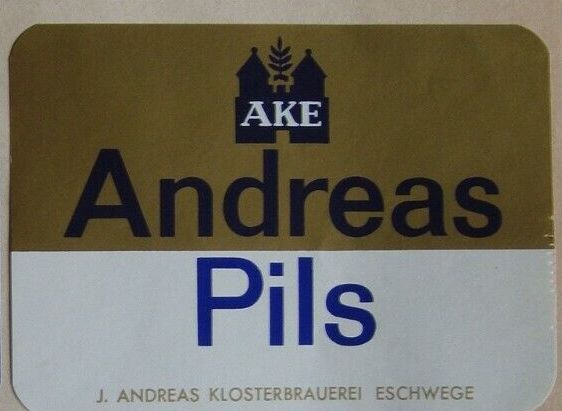 AKE
Andreas
Pils
J. ANDREAS KLOSTERBRAUEREI ESCHWEGE